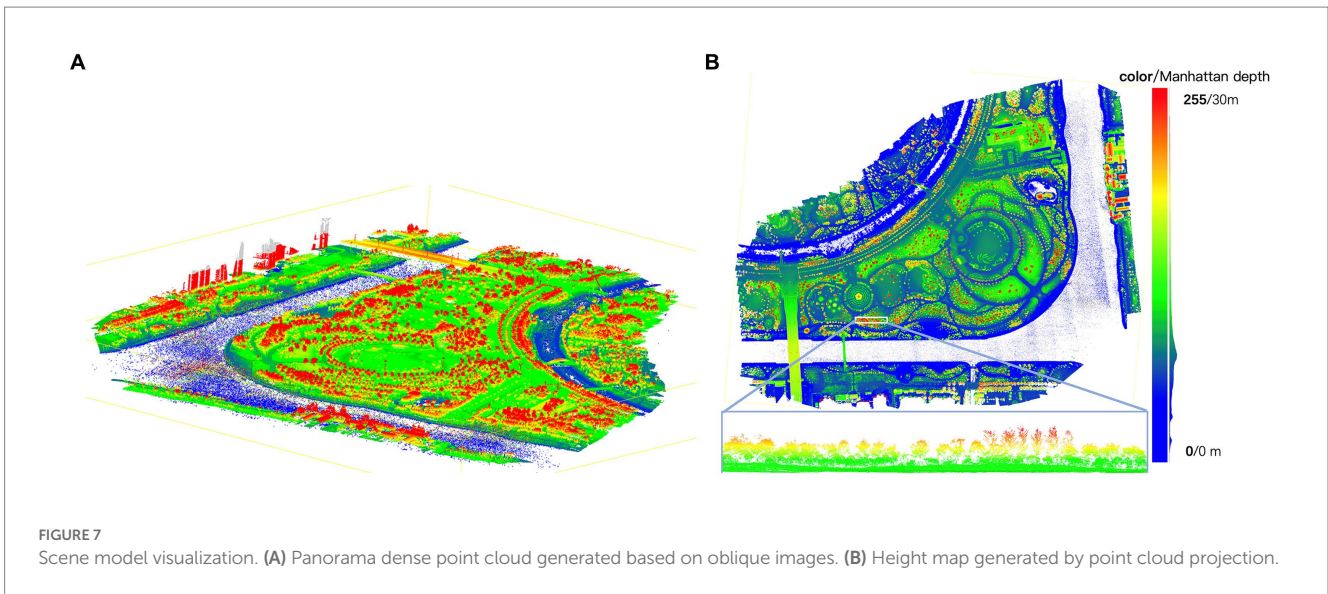 A
B
color/Manhattan depth
255/30m
0/0 m
FIGURE 7
Scene model visualization. (A) Panorama dense point cloud generated based on oblique images. (B) Height map generated by point cloud projection.